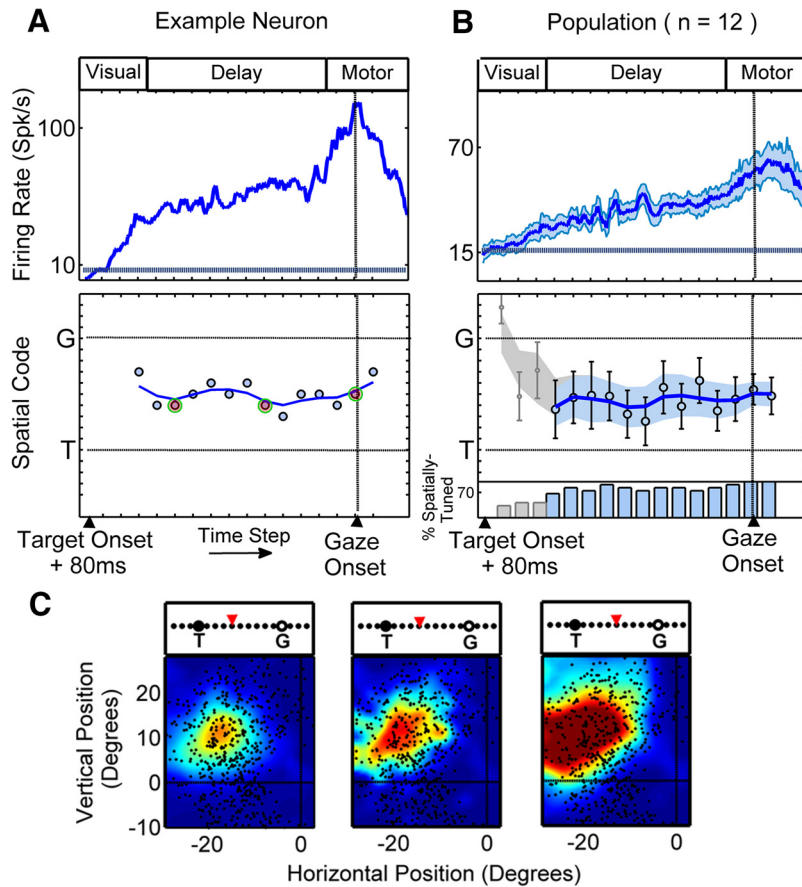 A Example Neuron
B Population ( n = 12 )
Visual Delay Motor
Visual Delay Motor
Firing Rate (Spk/s)
100
10
70
15
Spatial Code
G
T
G
T
% Spatially-
Tuned
70
Target Onset
+ 80ms
Time Step
Gaze
Onset
Target Onset
+ 80ms
Gaze
Onset
C
T G
T G
T G
Vertical Position
(Degrees)
20
10
0
-10
-20 0
-20 0
-20 0
Horizontal Position (Degrees)